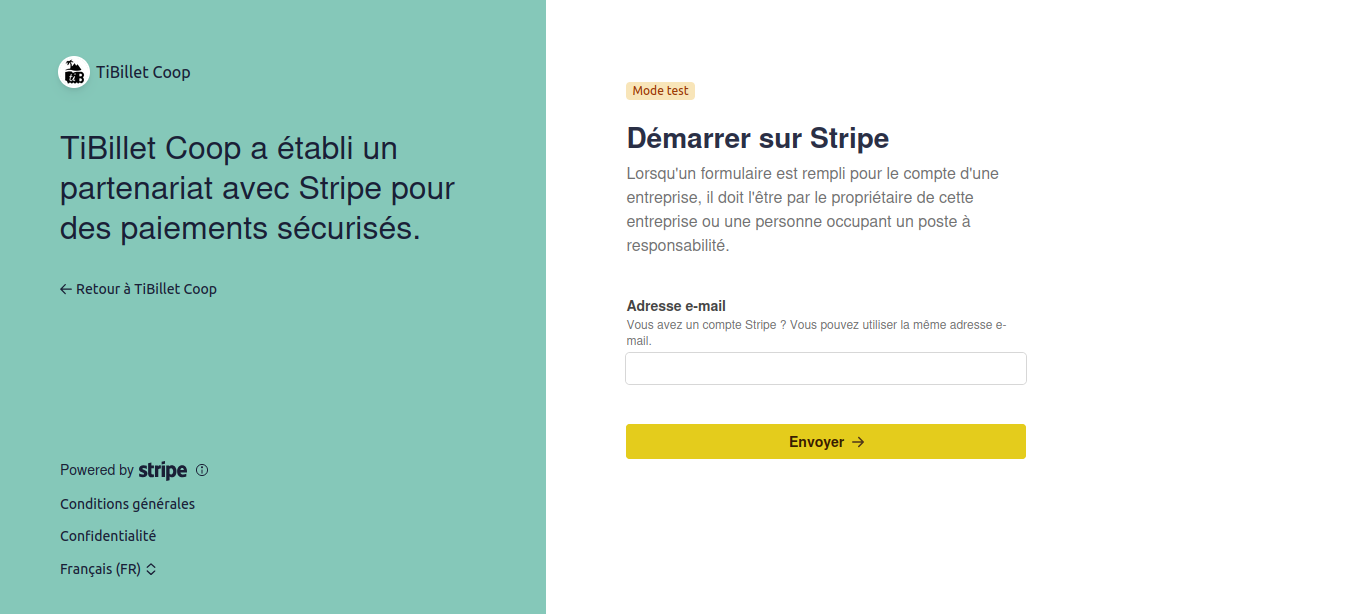 TiBillet Coop
TiBillet Coop a établi un
partenariat avec Stripe pour
des paiements sécurisés.
← Retour à TiBillet Coop
Powered by stripe
Conditions générales
Confidentialité
Français (FR)
Mode test
Démarrer sur Stripe
Lorsqu'un formulaire est rempli pour le compte d'une
entreprise, il doit l'être par le propriétaire de cette
entreprise ou une personne occupant un poste à
responsabilité.
Adresse e-mail
Vous avez un compte Stripe ? Vous pouvez utiliser la même adresse e-
mail.
Envoyer →